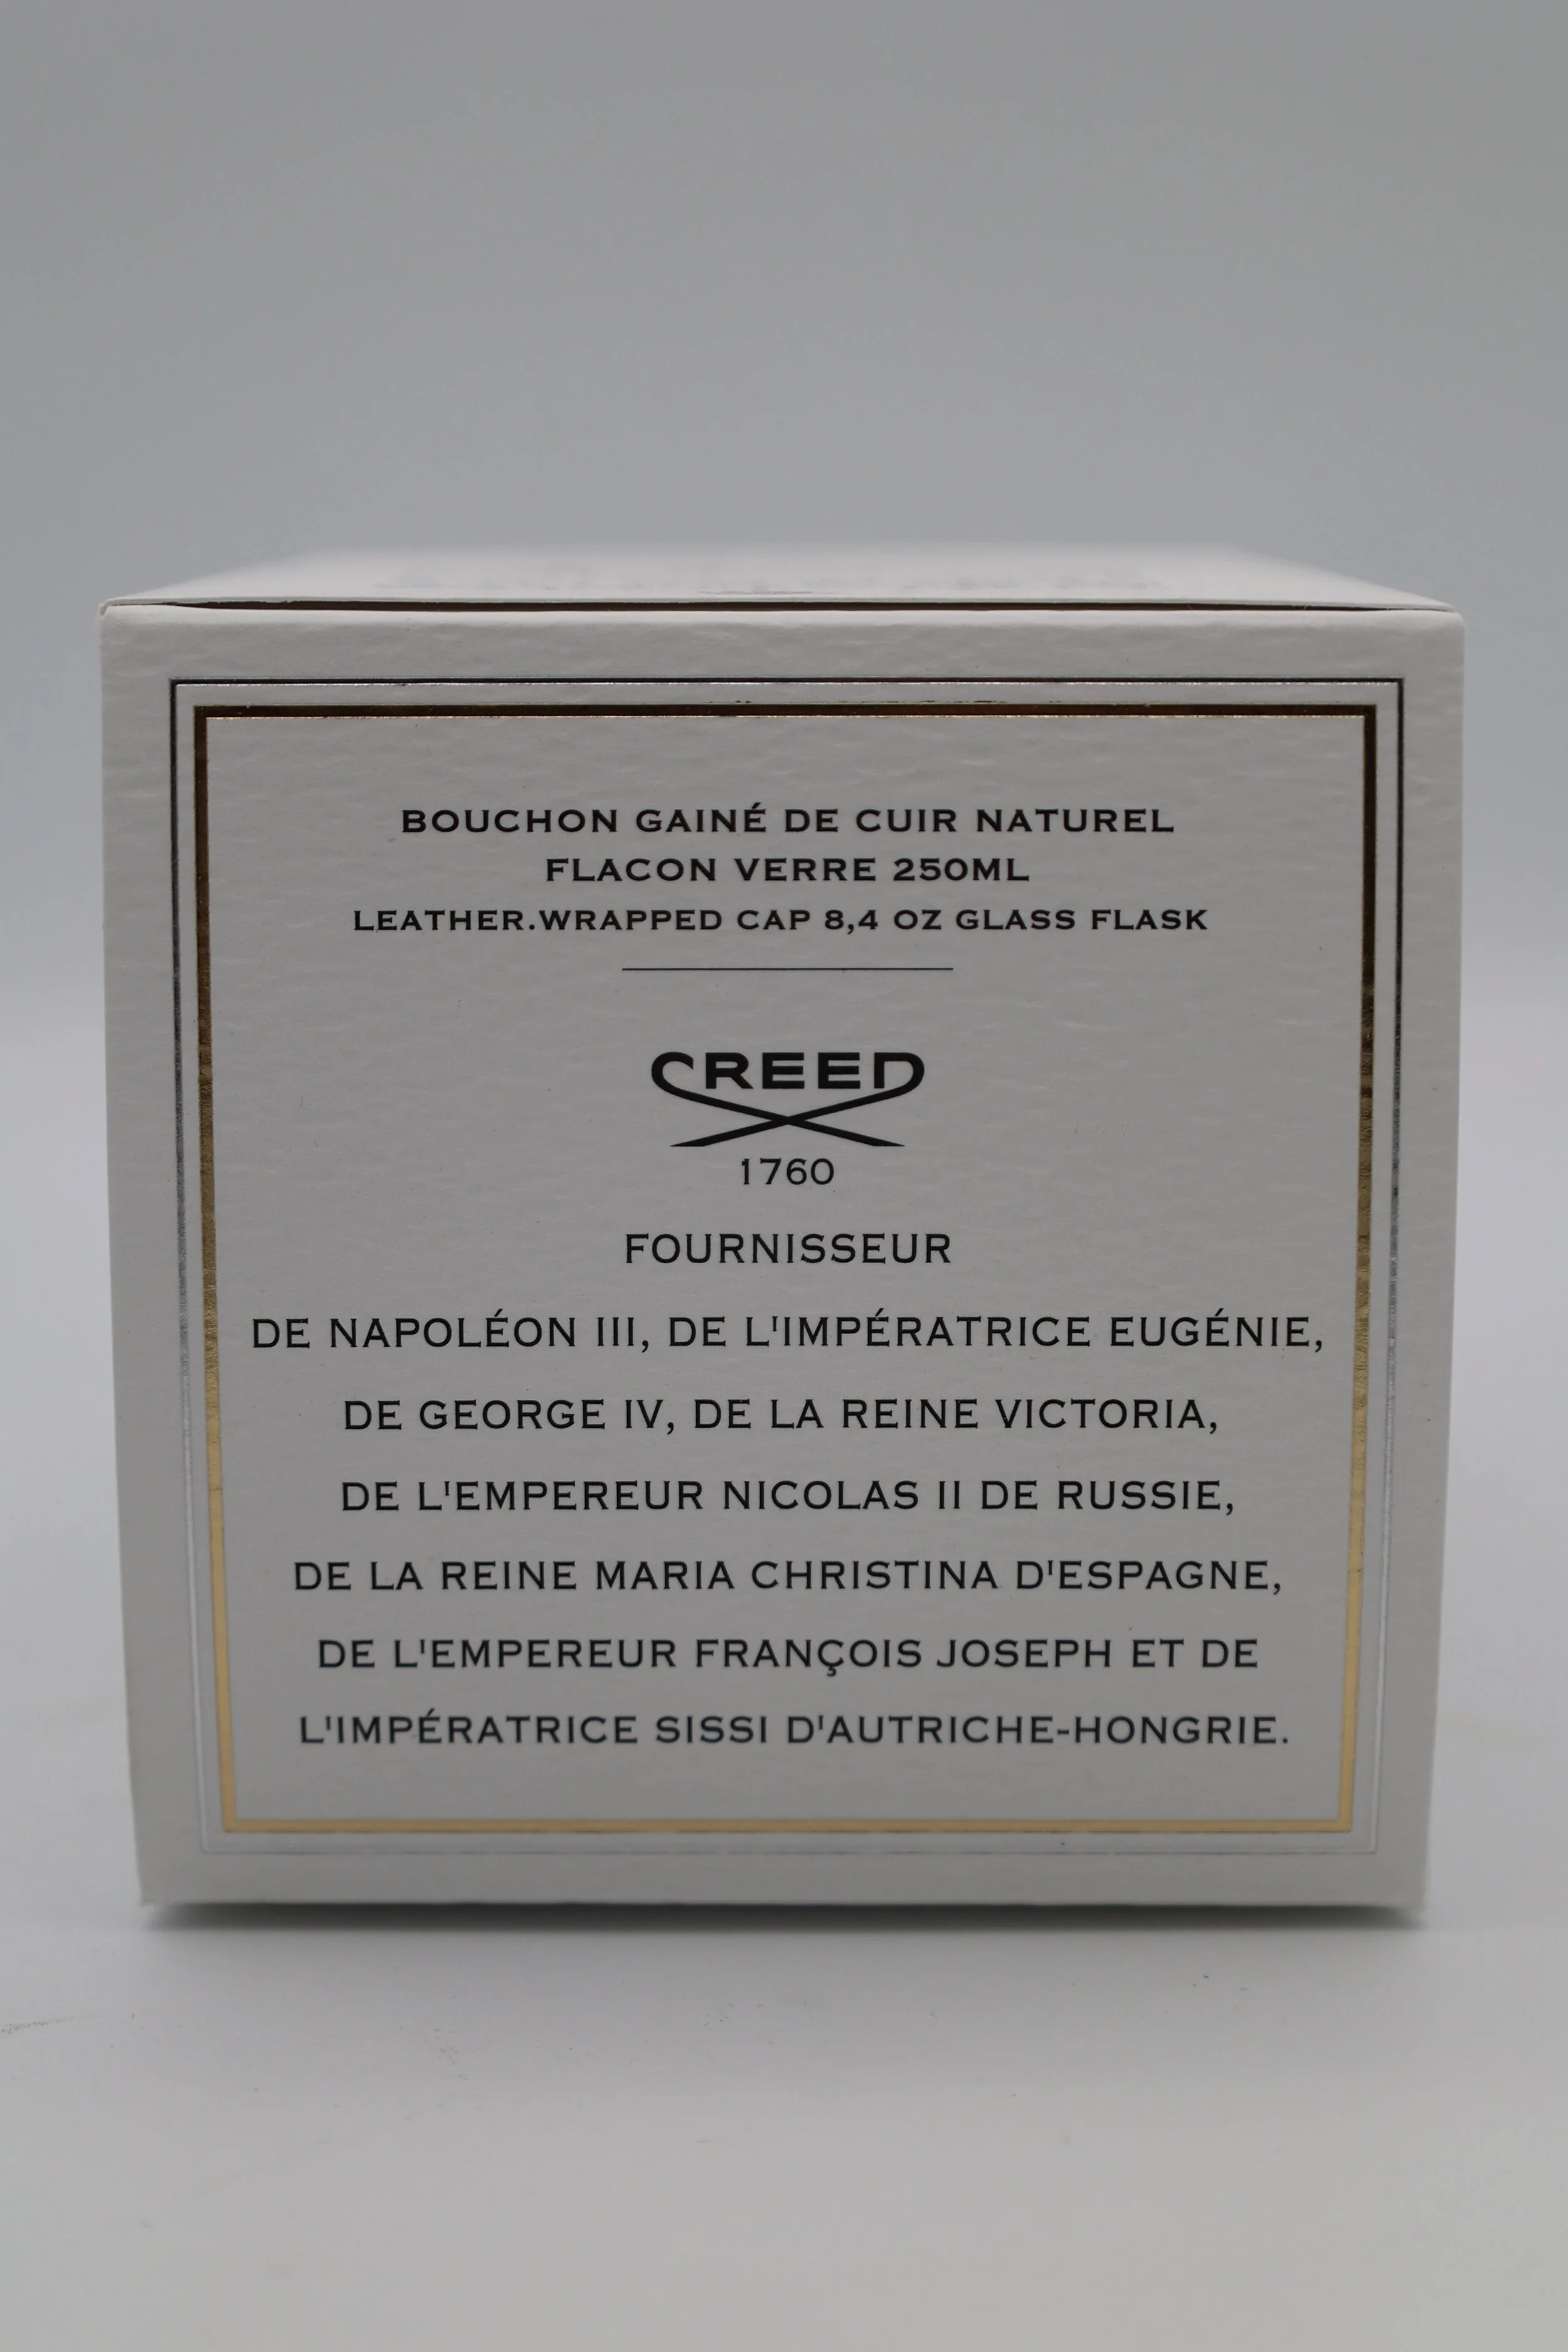 BOUCHON GAINÉ DE CUIR NATUREL
FLACON VERRE 250ML
LEATHER.WRAPPED CAP 8,4 OZ GLASS FLASK
CREED
1760
FOURNISSEUR
DE NAPOLÉON III, DE L'IMPÉRATRICE EUGÉNIE,
DE GEORGE IV, DE LA REINE VICTORIA,
DE L'EMPEREUR NICOLAS II DE RUSSIE,
DE LA REINE MARIA CHRISTINA D'ESPAGNE,
DE L'EMPEREUR FRANÇOIS JOSEPH ET DE
L'IMPÉRATRICE SISSI D'AUTRICHE-HONGRIE.